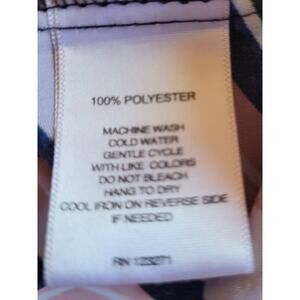 100% POLYESTER
MACHINE WASH
COLD WATER
GENTLE CYCLE
WITH LIKE COLORS
DO NOT BLEACH
HANG TO DRY
COOL IRON ON REVERSE SIDE
IF NEEDED
RN 123271